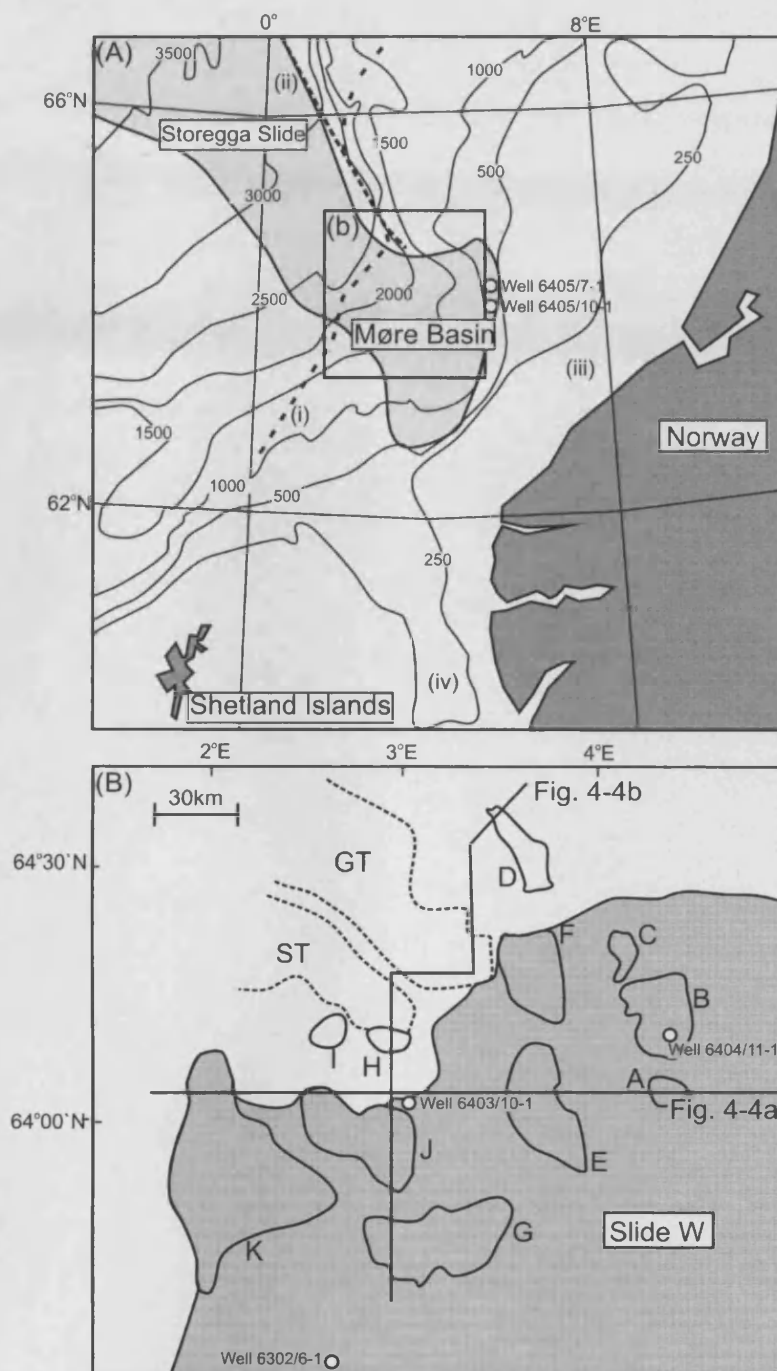 0° 8°E
(A)
3500
(ii)
1000
66°N
Storegga Slide
1500
500
250
3000
(b)
Well 6405/7-1
2500
2000
Well 6405/10-1
Møre Basin
(iii)
(i)
1500
Norway
1000
500
62°N
250
(iv)
Shetland Islands
2°E 3°E 4°E
(B)
30km
Fig. 4-4b
GT
64°30`N
D
F
C
ST
B
I
H
Well 6404/11-1
A
Well 6403/10-1
Fig. 4-4a
64°00`N
J
E
G
Slide W
K
Well 6302/6-1